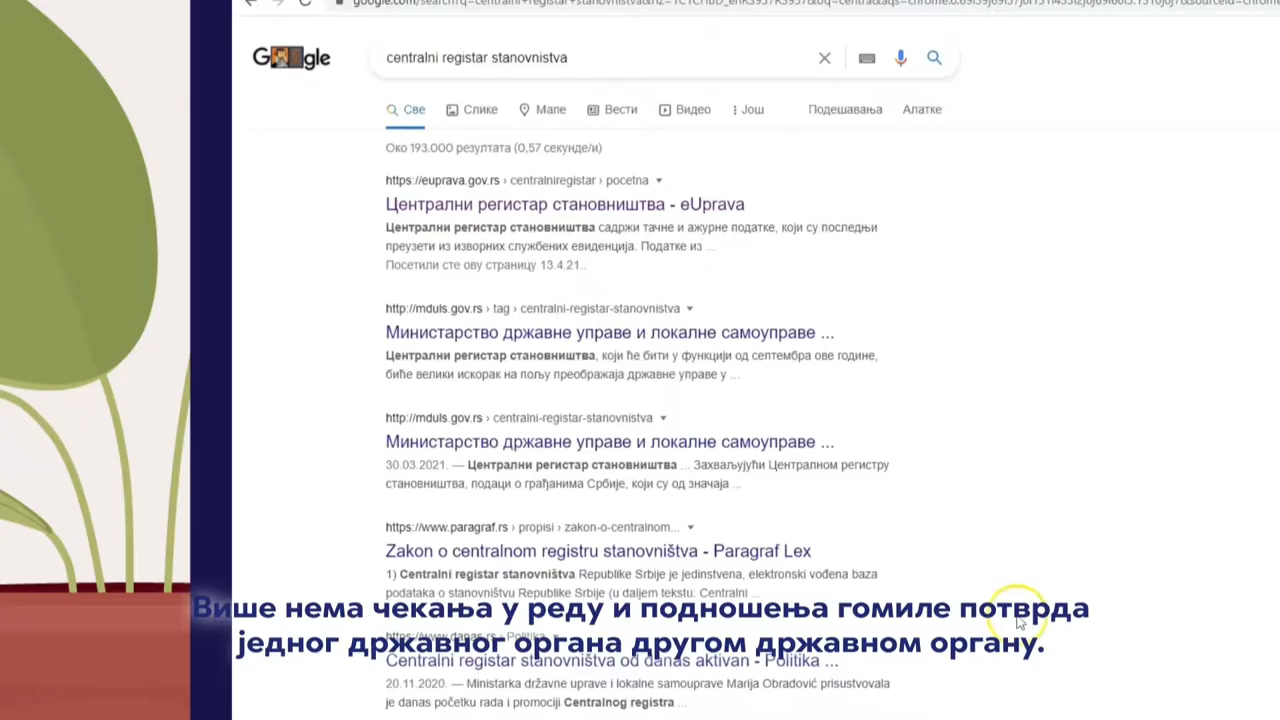 centralni registar stanovnistva
Све Слике Мапе Вести Видео Још Подешавања Алатке
Око 193.000 резултата (0,57 секунде/и)
https://euprava.gov.rs › centralniregistar › pocetna
Централни регистар становништва - eUprava
Централни регистар становништва садржи тачне и ажурне податке, који су последњи
преузети из изворних службених евиденција. Податке из ...
Посетили сте ову страницу 13.4.21..
http://mduls.gov.rs › tag › centralni-registar-stanovnistva
Министарство државне управе и локалне самоуправе ...
Централни регистар становништва, који ће бити у функцији од септембра ове године,
биће велики искорак на пољу преображаја државне управе у ...
http://mduls.gov.rs › centralni-registar-stanovnistva
Министарство државне управе и локалне самоуправе ...
30.03.2021. — Централни регистар становништва ... Захваљујући Централном регистру
становништва, подаци о грађанима Србије, који су од значаја ...
https://www.paragraf.rs › propisi › zakon-o-centralnom...
Zakon o centralnom registru stanovništva - Paragraf Lex
1) Centralni registar stanovništva Republike Srbije je jedinstvena, elektronski vođena baza
podataka o stanovništvu Republike Srbije (u daljem tekstu: Centralni ...
Више нема чекања у реду и подношења гомиле потврда
https://www.danas.rs › Politika
једног државног органа другом државном органу.
Centralni registar stanovništva od danas aktivan - Politika ...
20.11.2020. — Ministarka državne uprave i lokalne samouprave Marija Obradović prisustvovala
je danas početku rada i promociji Centralnog registra ...